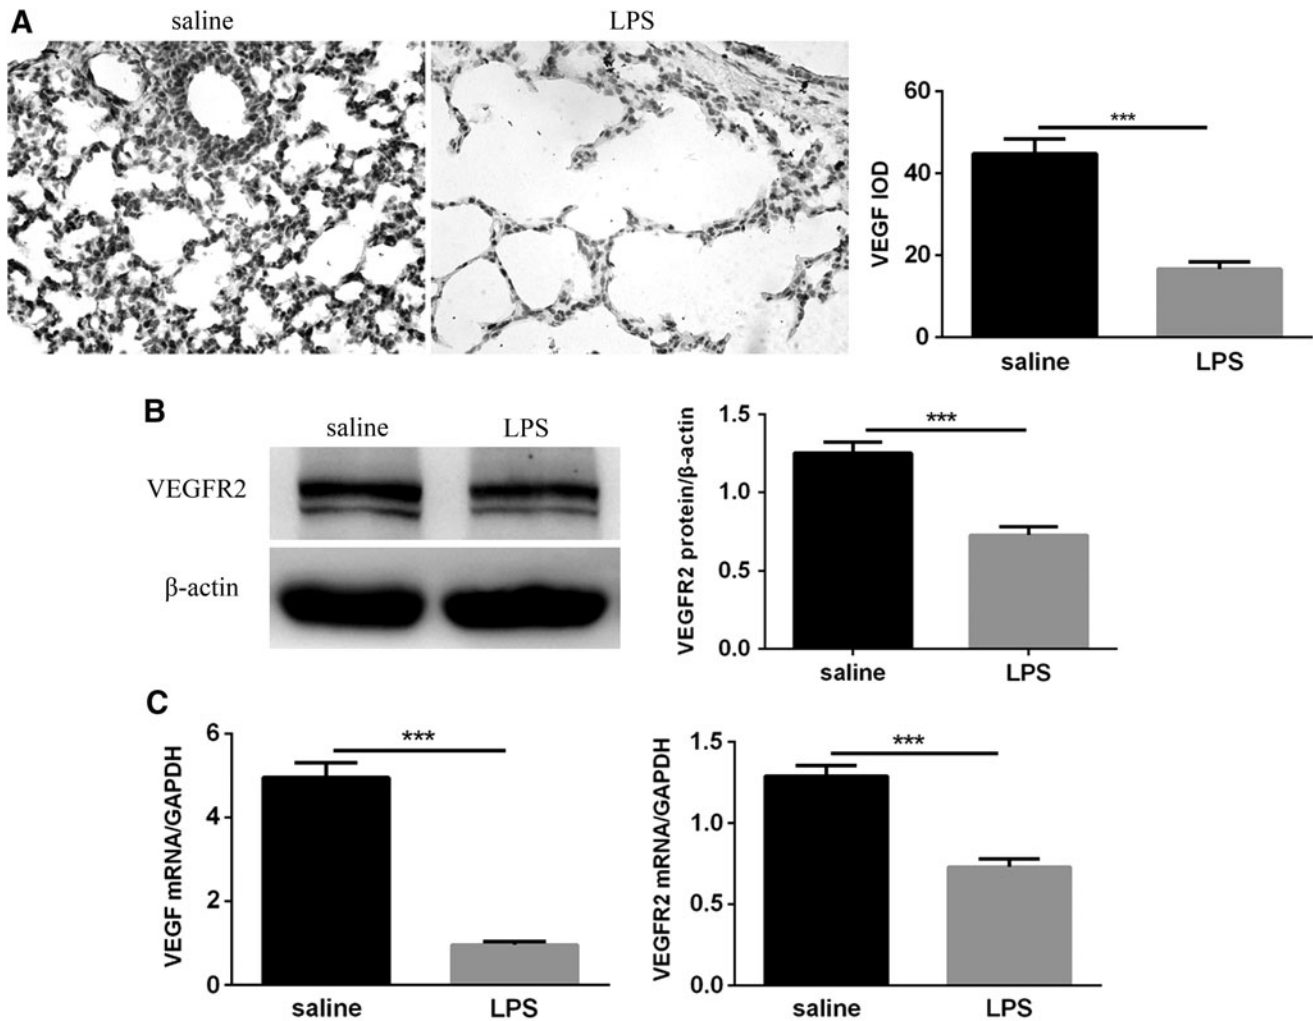 A
saline
LPS
60
40
20
0
VEGF IOD
***
saline
LPS
B
saline
LPS
VEGFR2
β-actin
1.5
1.0
0.5
0.0
VEGFR2 protein/β-actin
***
saline
LPS
C
6
4
2
0
VEGF mRNA/GAPDH
***
saline
LPS
1.5
1.0
0.5
0.0
VEGFR2 mRNA/GAPDH
***
saline
LPS